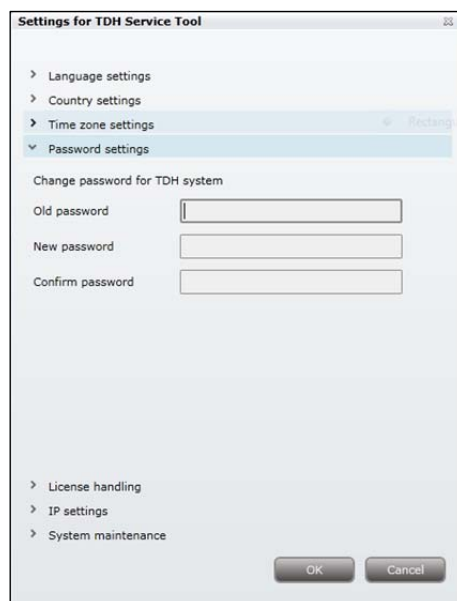 Settings for TDH Service Tool
Language settings
Country settings
Time zone settings
Password settings
Change password for TDH system
Old password
New password
Confirm password
License handling
IP settings
System maintenance
OK
Cancel